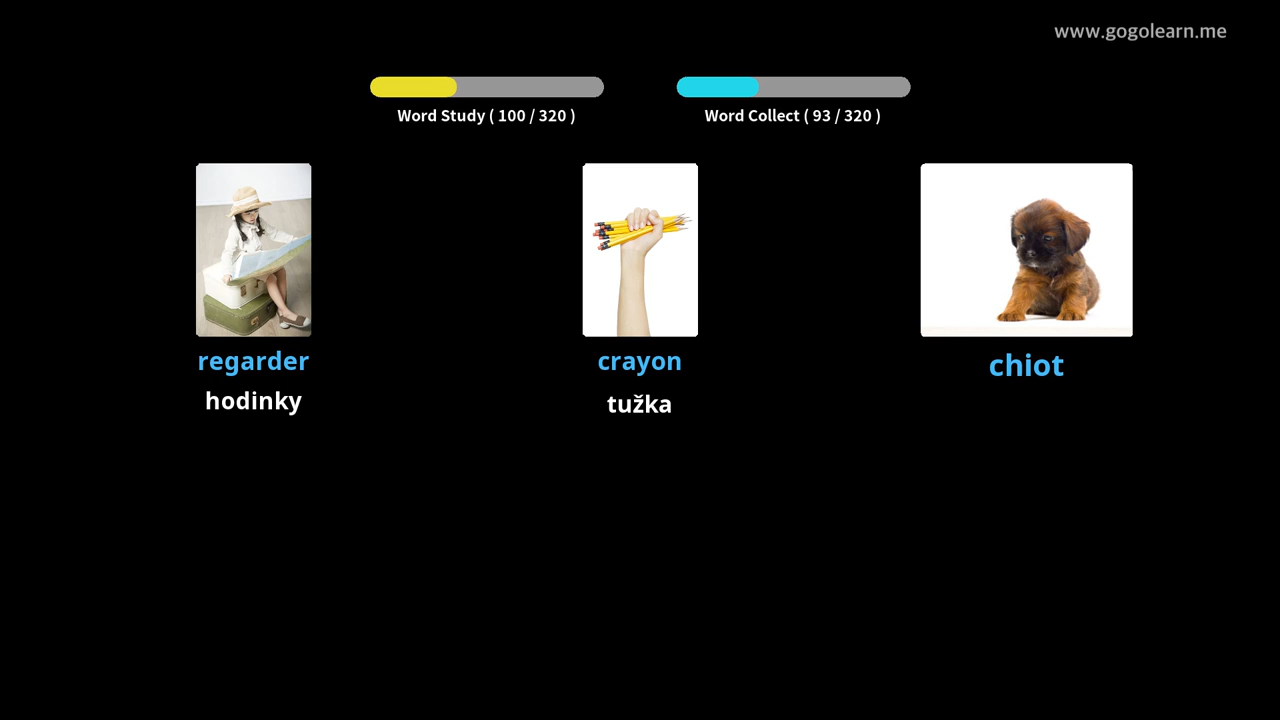 www.gogolearn.me
Word Study ( 100 / 320 )
Word Collect ( 93 / 320 )
regarder
hodinky
crayon
tužka
chiot